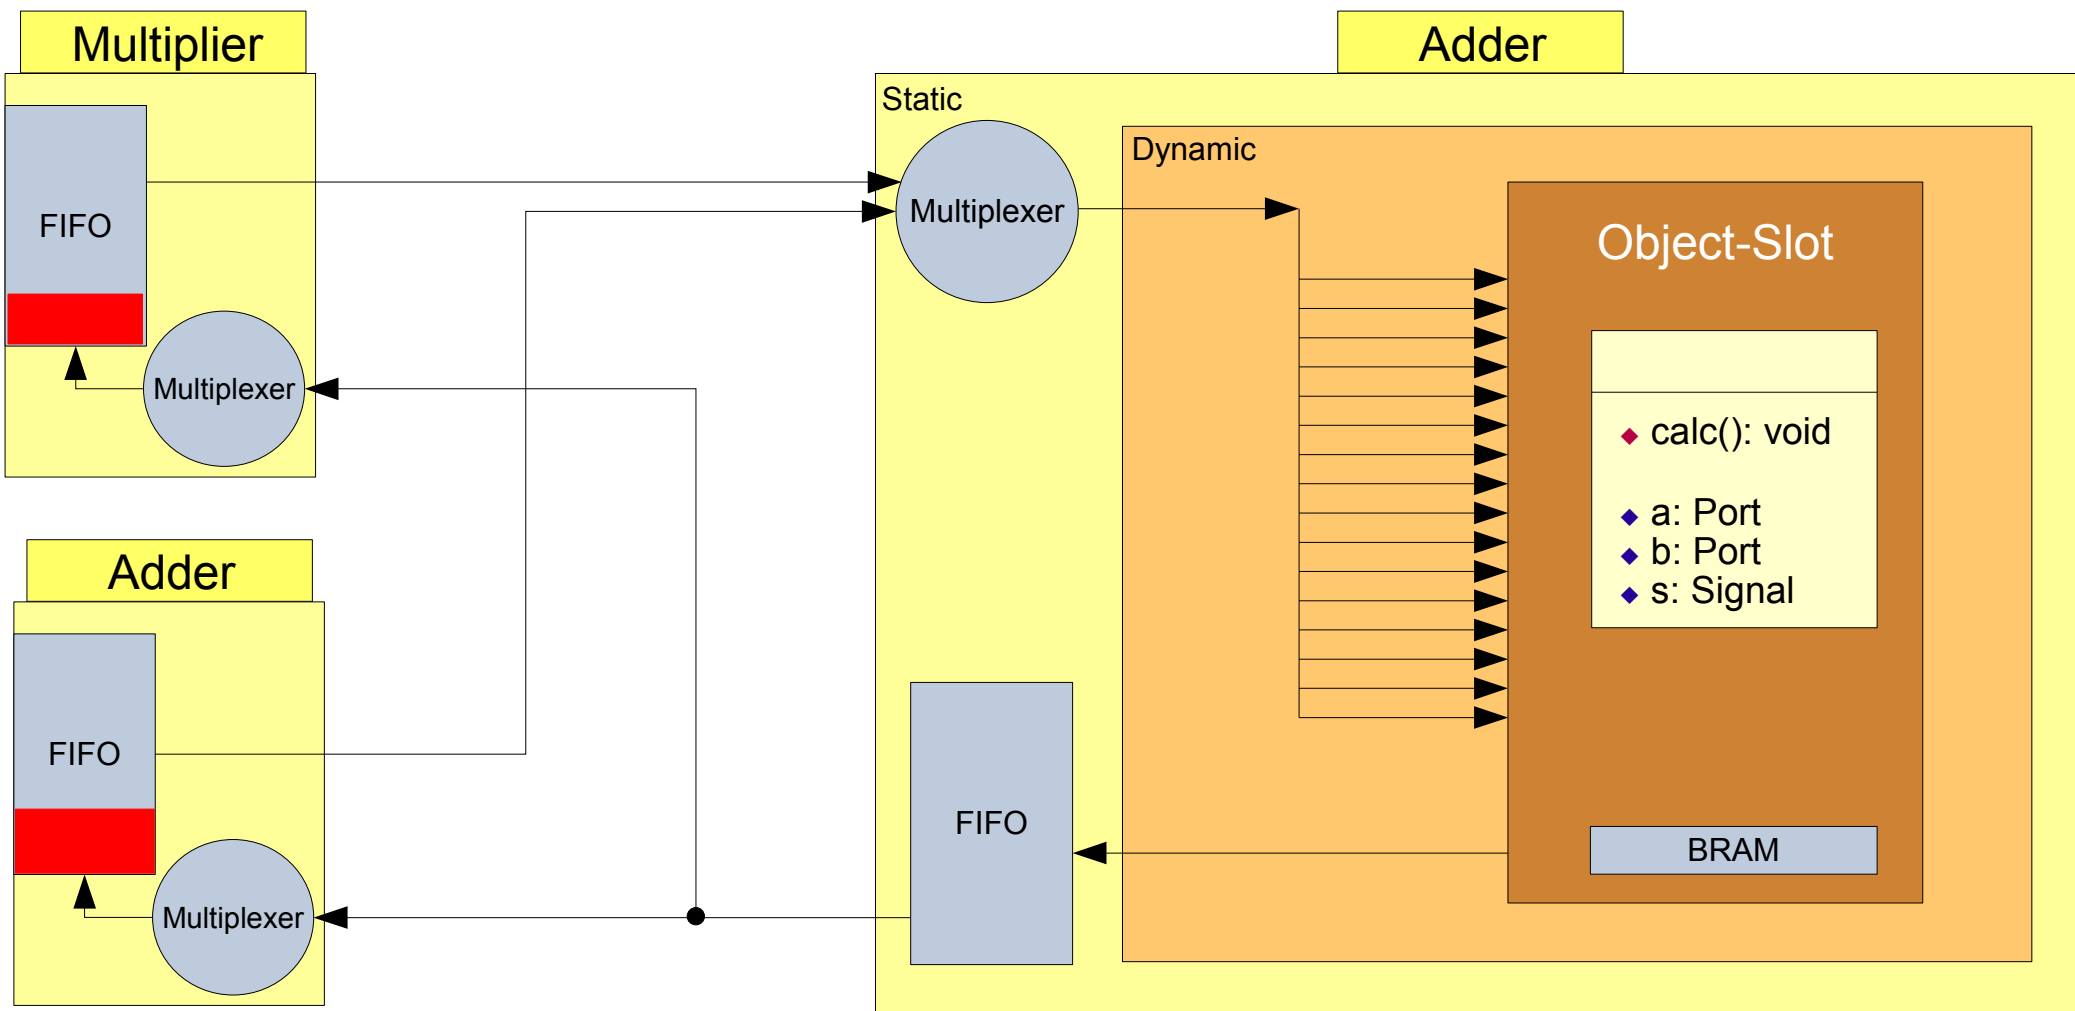 Multiplier
FIFO
Multiplexer
Adder
FIFO
Multiplexer
Adder
Static
Multiplexer
FIFO
Dynamic
Object-Slot
calc(): void
a: Port
b: Port
s: Signal
BRAM